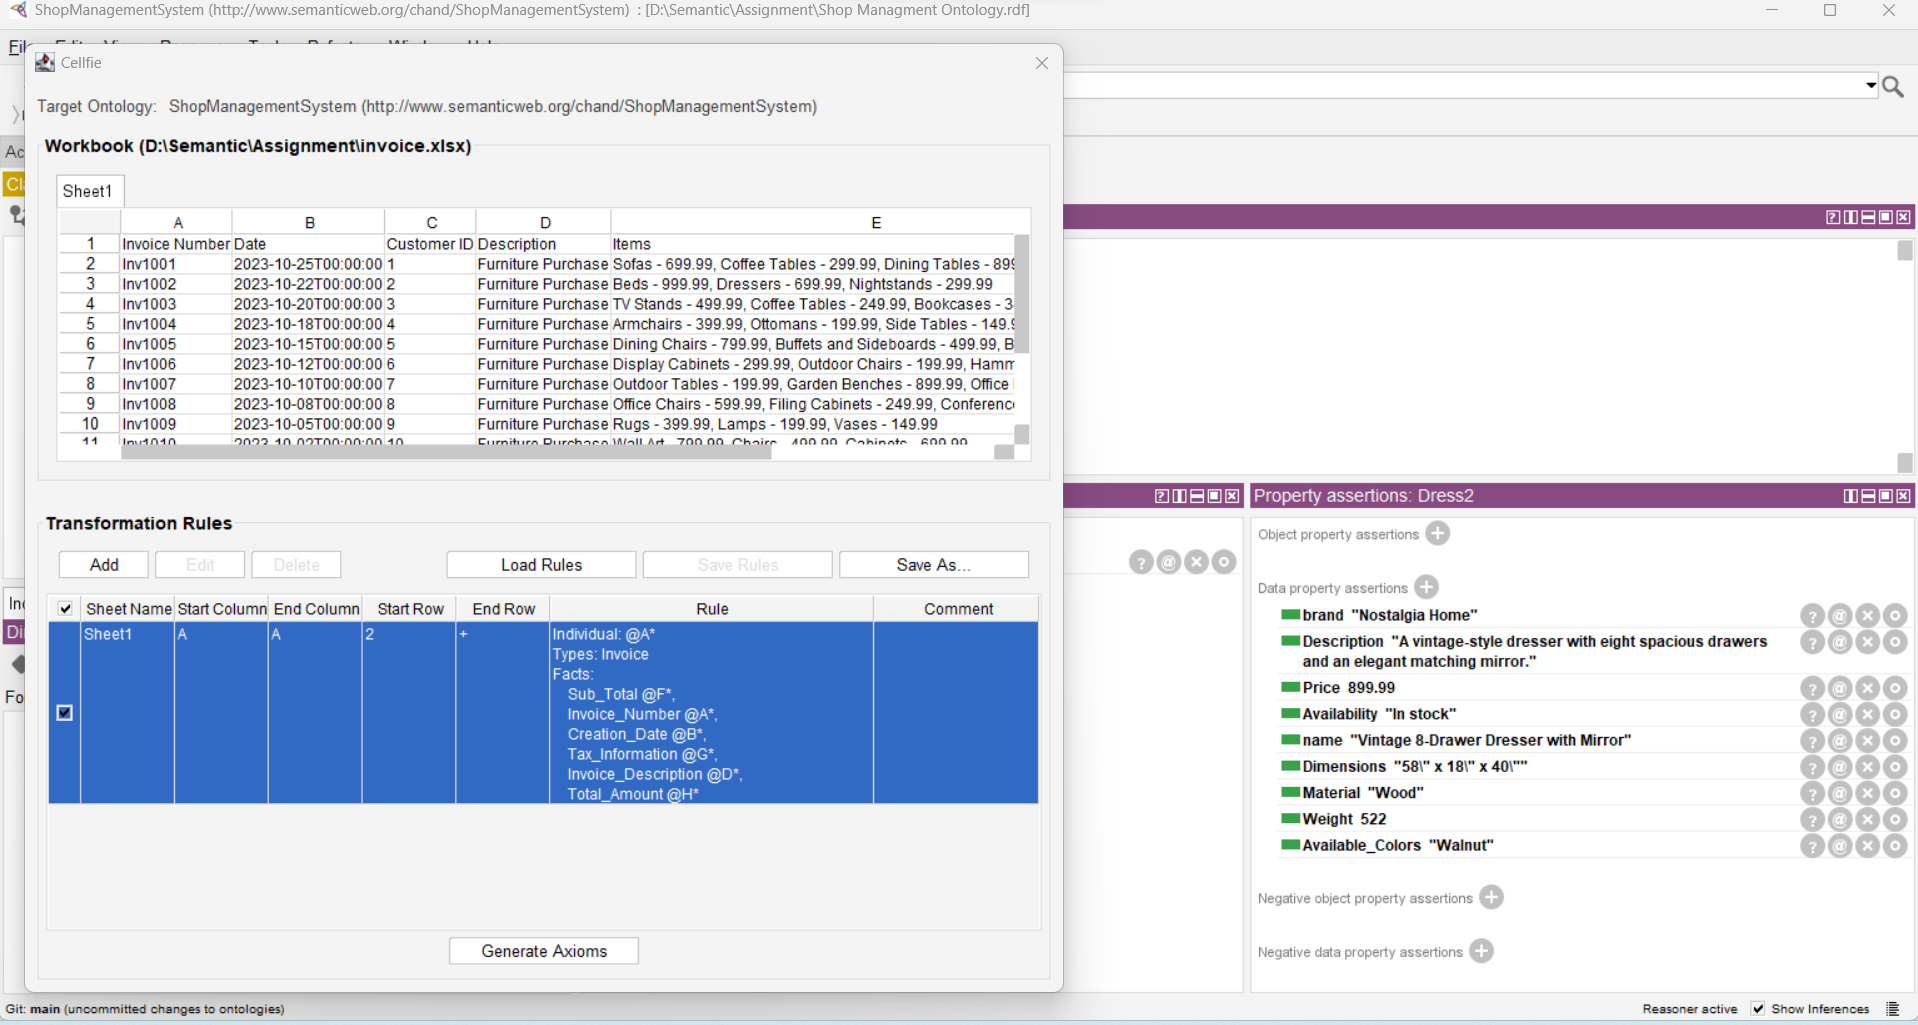 ShopManagementSystem (http://www.semanticweb.org/chand/ShopManagementSystem) : [D:\Semantic\Assignment\Shop Managment Ontology.rdf]
Cellfie
Target Ontology: ShopManagementSystem (http://www.semanticweb.org/chand/ShopManagementSystem)
Workbook (D:\Semantic\Assignment\invoice.xlsx)
Sheet1
A B C D E
1 Invoice Number Date Customer ID Description Items
2 Inv1001 2023-10-25T00:00:00 1 Furniture Purchase Sofas - 699.99, Coffee Tables - 299.99, Dining Tables - 899
3 Inv1002 2023-10-22T00:00:00 2 Furniture Purchase Beds - 999.99, Dressers - 699.99, Nightstands - 299.99
4 Inv1003 2023-10-20T00:00:00 3 Furniture Purchase TV Stands - 499.99, Coffee Tables - 249.99, Bookcases - 3
5 Inv1004 2023-10-18T00:00:00 4 Furniture Purchase Armchairs - 399.99, Ottomans - 199.99, Side Tables - 149.9
6 Inv1005 2023-10-15T00:00:00 5 Furniture Purchase Dining Chairs - 799.99, Buffets and Sideboards - 499.99, B
7 Inv1006 2023-10-12T00:00:00 6 Furniture Purchase Display Cabinets - 299.99, Outdoor Chairs - 199.99, Hamm
8 Inv1007 2023-10-10T00:00:00 7 Furniture Purchase Outdoor Tables - 199.99, Garden Benches - 899.99, Office
9 Inv1008 2023-10-08T00:00:00 8 Furniture Purchase Office Chairs - 599.99, Filing Cabinets - 249.99, Conferenc
10 Inv1009 2023-10-05T00:00:00 9 Furniture Purchase Rugs - 399.99, Lamps - 199.99, Vases - 149.99
11 Inv1010 2023-10-02T00:00:00 10 Furniture Purchase Wall Art - 799.99, Chairs - 499.99, Cabinets - 699.99
Transformation Rules
Add Edit Delete Load Rules Save Rules Save As...
Sheet Name Start Column End Column Start Row End Row Rule Comment
Sheet1 A A 2 + Individual: @A*
Types: Invoice
Facts:
Sub_Total @F*,
Invoice_Number @A*,
Creation_Date @B*,
Tax_Information @G*,
Invoice_Description @D*,
Total_Amount @H*
Generate Axioms
Property assertions: Dress2
Object property assertions
Data property assertions
brand "Nostalgia Home"
Description "A vintage-style dresser with eight spacious drawers
and an elegant matching mirror."
Price 899.99
Availability "In stock"
name "Vintage 8-Drawer Dresser with Mirror"
Dimensions "58\" x 18\" x 40\""
Material "Wood"
Weight 522
Available_Colors "Walnut"
Negative object property assertions
Negative data property assertions
Git: main (uncommitted changes to ontologies)
Reasoner active Show Inferences